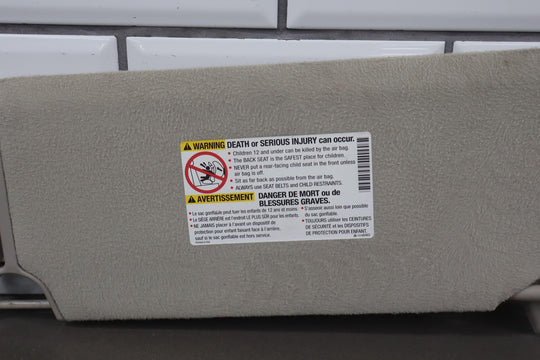 WARNING DEATH or SERIOUS INJURY can occur.
• Children 12 and under can be killed by the air bag.
• The BACK SEAT is the SAFEST place for children.
• NEVER put a rear-facing child seat in the front unless
air bag is off.
• Sit as far back as possible from the air bag.
• ALWAYS use SEAT BELTS and CHILD RESTRAINTS.
AVERTISSEMENT DANGER DE MORT ou de
BLESSURES GRAVES.
• Le sac gonflable peut tuer les enfants de 12 ans et moins.
• Le SIÈGE ARRIÈRE est l'endroit LE PLUS SÛR pour les enfants.
• NE JAMAIS placer à l'avant un dispositif de
protection pour enfant faisant face à l'arrière,
sauf si le sac gonflable est hors service.
• S'asseoir aussi loin que possible
du sac gonflable.
• TOUJOURS utiliser les CEINTURES
DE SÉCURITÉ et les DISPOSITIFS
DE PROTECTION POUR ENFANT.